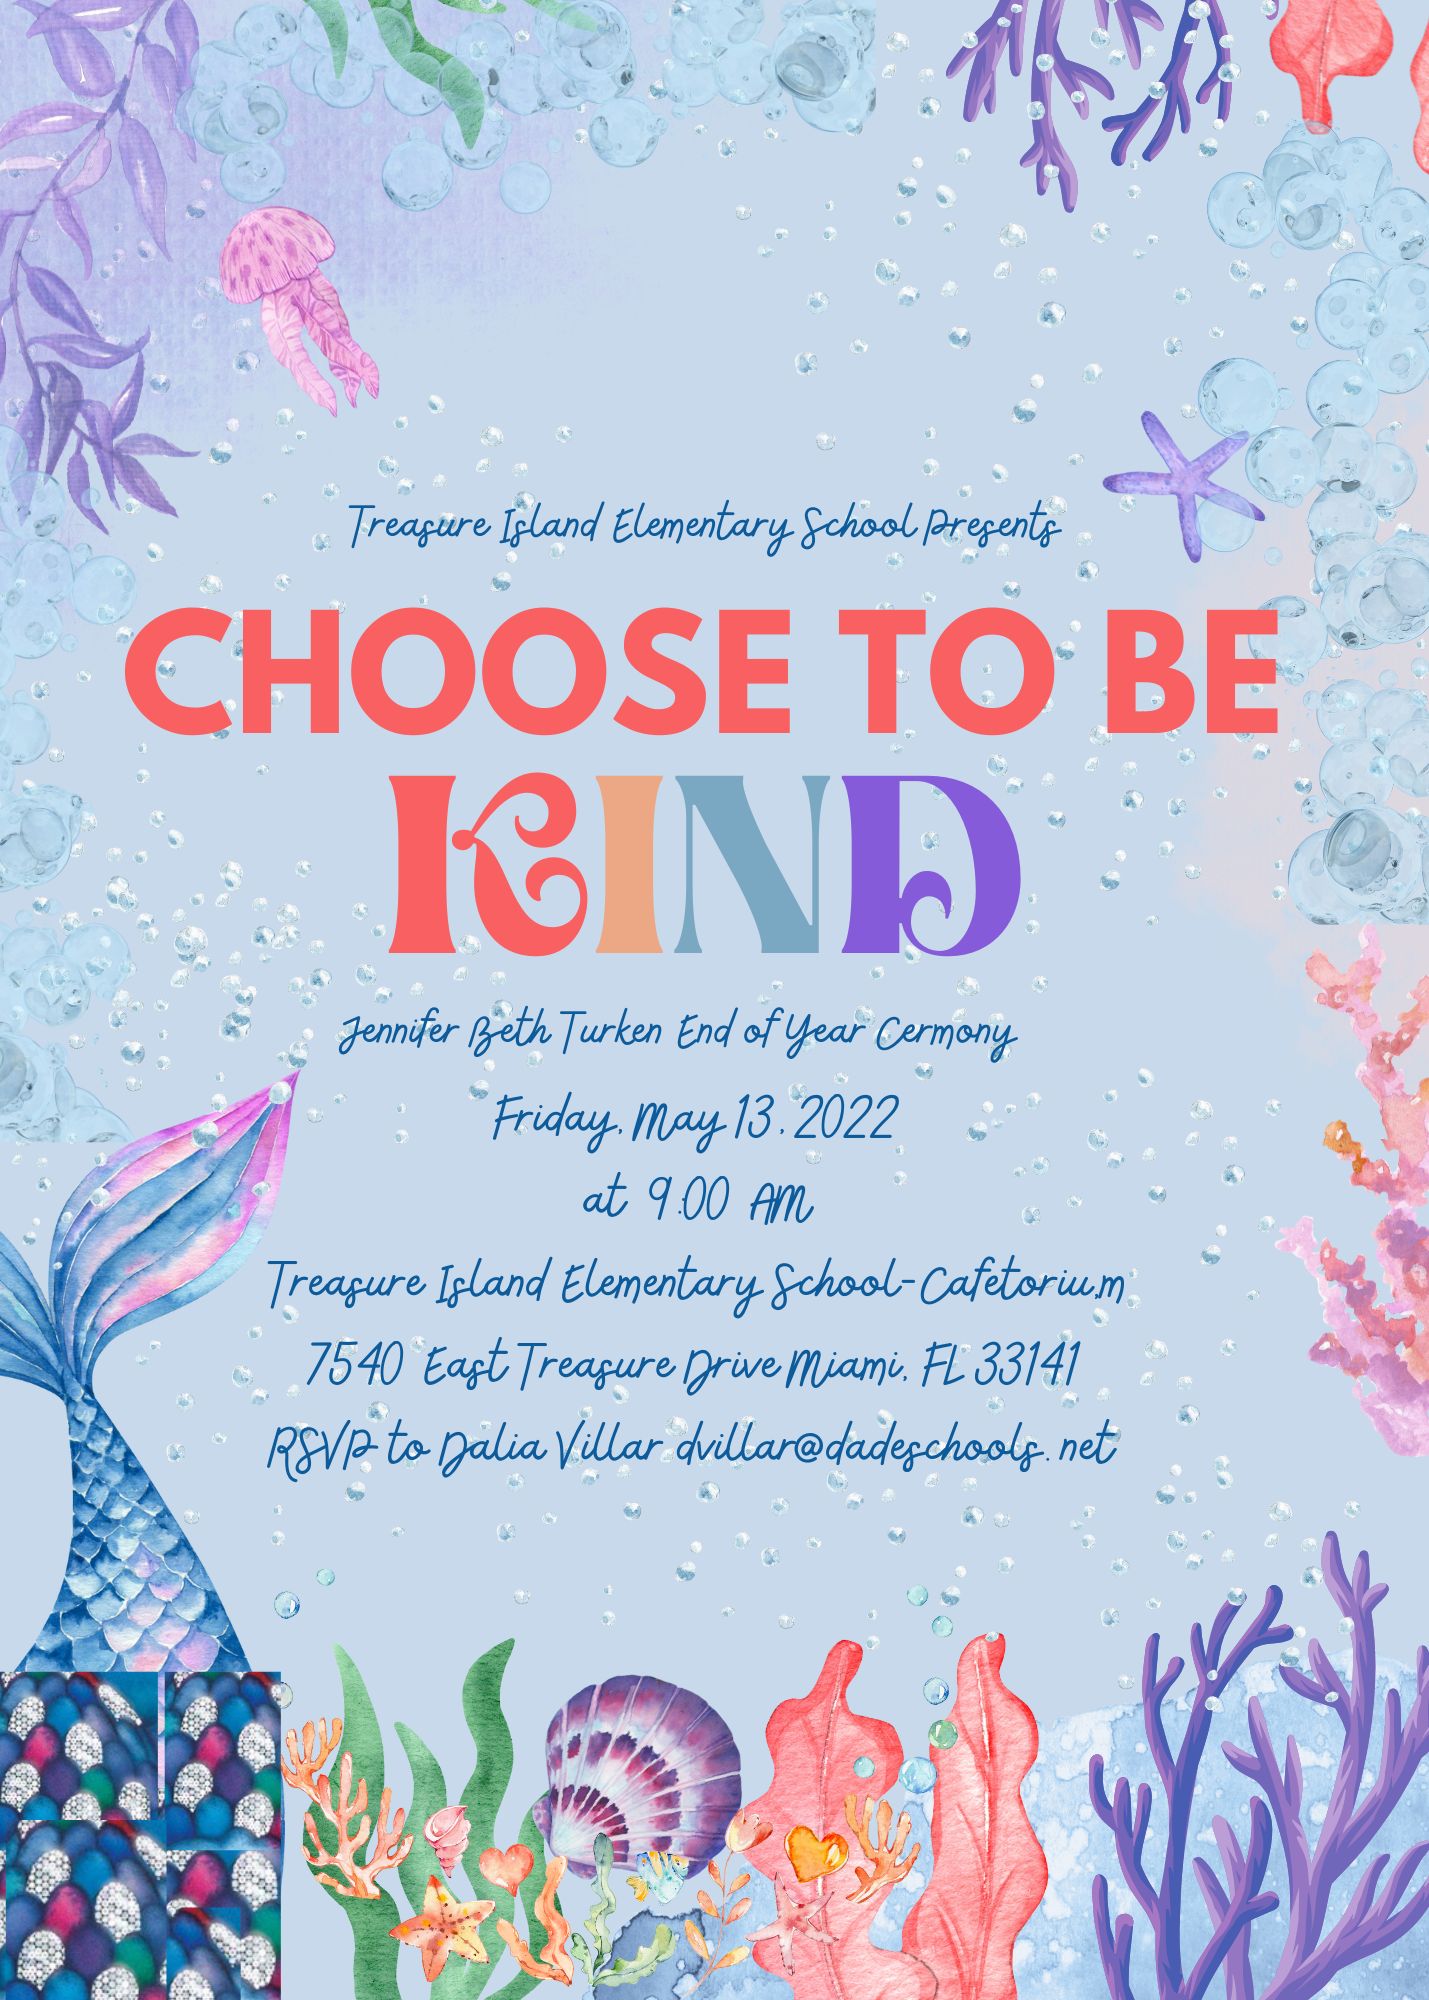 Treasure Island Elementary School Presents
CHOOSE TO BE
KIND
Jennifer Beth Turken End of Year Cermony
Friday, May 13, 2022
at 9:00 AM
Treasure Island Elementary School-Cafetoriu,m
7540 East Treasure Drive Miami, FL 33141
RSVP to Dalia Villar dvillar@dadeschools.net